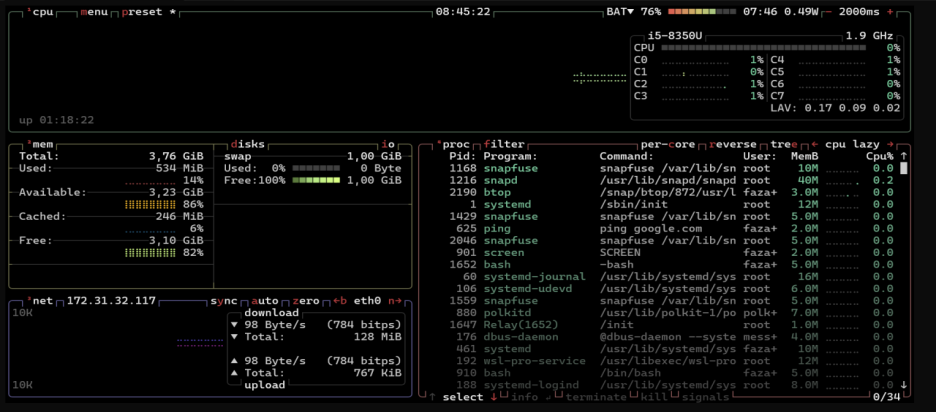 ¹cpu menu preset * 08:45:22 BAT▼ 76% 07:46 0.49W - 2000ms +
i5-8350U 1.9 GHz
CPU 0%
C0 1% C4 1%
C1 0% C5 1%
C2 1% C6 0%
C3 1% C7 0%
LAV: 0.17 0.09 0.02
up 01:18:22
²mem
Total: 3,76 GiB
Used: 534 MiB
14%
Available: 3,23 GiB
86%
Cached: 246 MiB
6%
Free: 3,10 GiB
82%
disks io
swap 1,00 GiB
Used: 0% 0 Byte
Free:100% 1,00 GiB
³net 172.31.32.117 sync auto zero ←b eth0 n→
10K
download
▼ 98 Byte/s (784 bitps)
▼ Total: 128 MiB
▲ 98 Byte/s (784 bitps)
▲ Total: 767 KiB
upload
10K
⁴proc filter per-core reverse tree ← cpu lazy →
Pid: Program: Command: User: MemB Cpu% ↑
1168 snapfuse snapfuse /var/lib/sn root 10M 0.0
1216 snapd /usr/lib/snapd/snapd root 40M 0.2
2190 btop /snap/btop/872/usr/l faza+ 3.0M 0.0
1 systemd /sbin/init root 12M 0.0
1429 snapfuse snapfuse /var/lib/sn root 5.0M 0.0
625 ping ping google.com faza+ 2.0M 0.0
2046 snapfuse snapfuse /var/lib/sn root 5.0M 0.0
901 screen SCREEN faza+ 2.0M 0.0
1652 bash -bash faza+ 5.0M 0.0
60 systemd-journal /usr/lib/systemd/sys root 16M 0.0
106 systemd-udevd /usr/lib/systemd/sys root 6.0M 0.0
1559 snapfuse snapfuse /var/lib/sn root 5.0M 0.0
880 polkitd /usr/lib/polkit-1/po polk+ 7.0M 0.0
1647 Relay(1652) /init root 1.0M 0.0
176 dbus-daemon @dbus-daemon --syste mess+ 4.0M 0.0
461 systemd /usr/lib/systemd/sys faza+ 10M 0.0
192 wsl-pro-service /usr/libexec/wsl-pro root 12M 0.0
910 bash /bin/bash faza+ 5.0M 0.0
188 systemd-logind /usr/lib/systemd/sys root 8.0M 0.0 ↓
↑ select ↓ info ↲ terminate kill signals 0/34